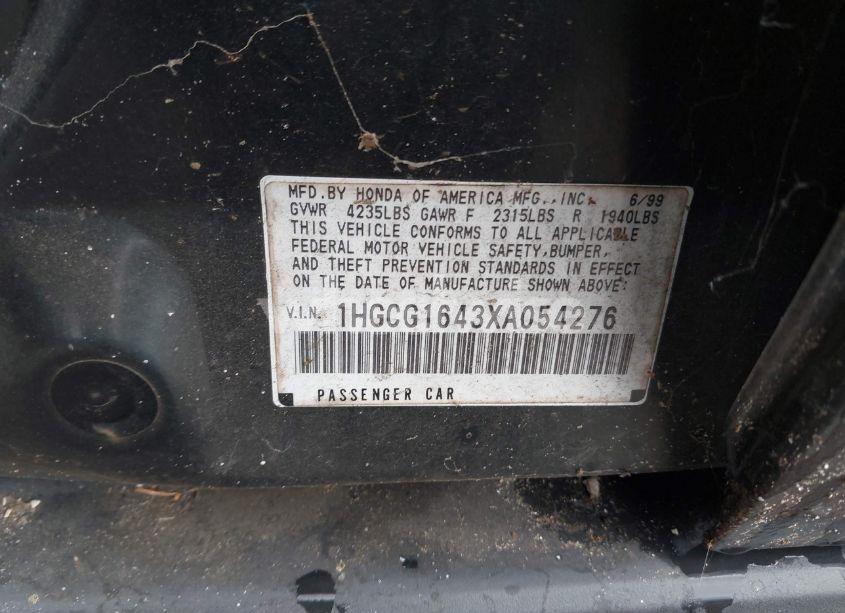 MFD.BY HONDA OF AMERICA MFG.,INC. 6/99
GVWR 4235LBS GAWR F 2315LBS R 1940LBS
THIS VEHICLE CONFORMS TO ALL APPLICABLE
FEDERAL MOTOR VEHICLE SAFETY,BUMPER,
AND THEFT PREVENTION STANDARDS IN EFFECT
ON THE DATE OF MANUFACTURE SHOWN ABOVE:
V.I.N. 1HGCG1643XA054276
PASSENGER CAR